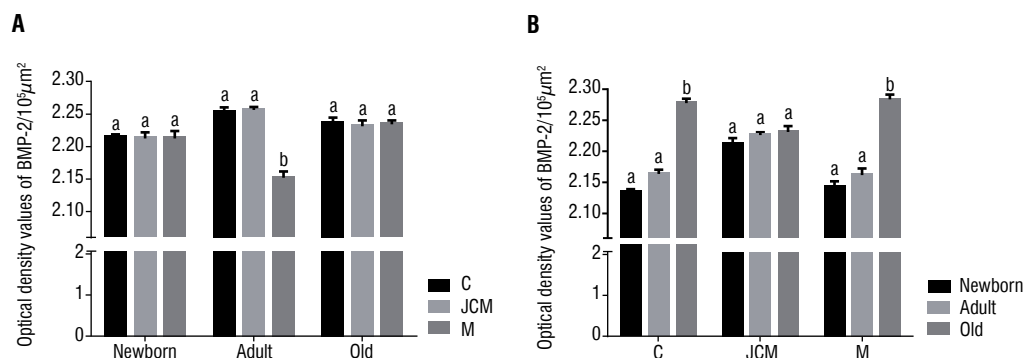 A
Optical density values of BMP-2/10⁵μm²
2.30
2.25
2.20
2.15
2.10
2
1
0
a a a
a a b
a a a
Newborn Adult Old
C
JCM
M
B
Optical density values of BMP-2/10⁵μm²
2.30
2.25
2.20
2.15
2.10
2
1
0
a a b
a a a
a a b
C JCM M
Newborn
Adult
Old